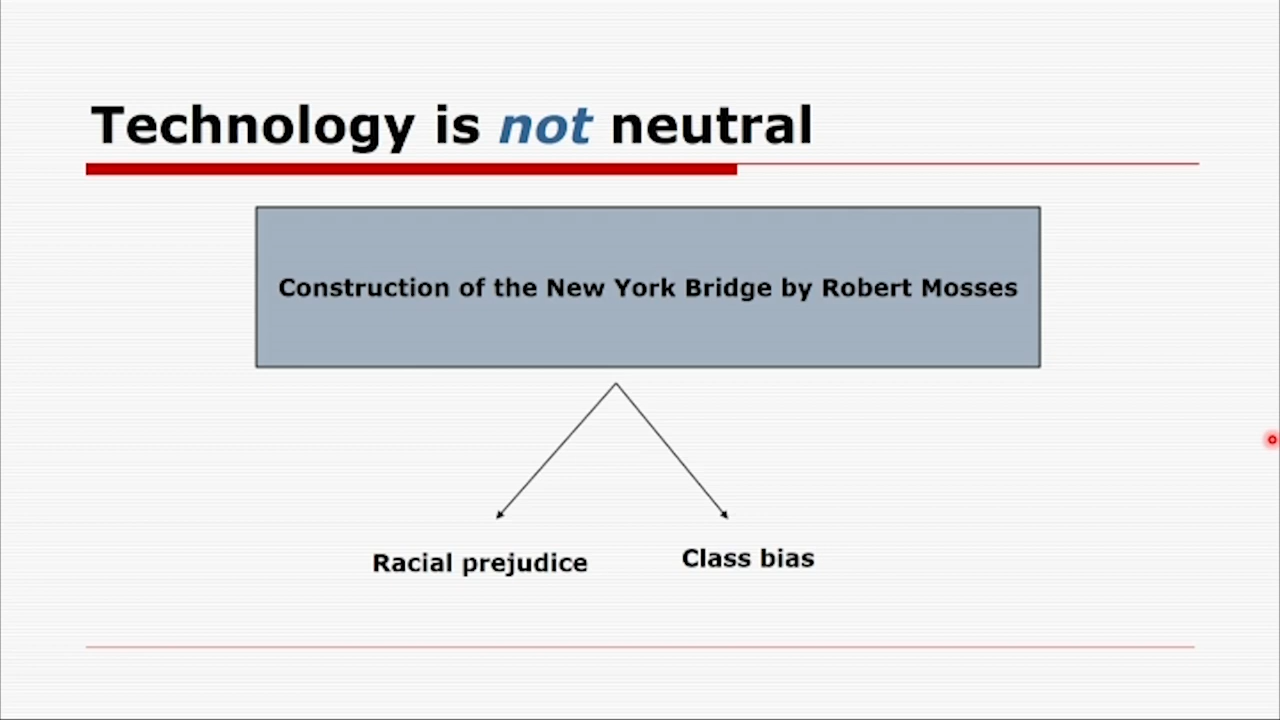 Technology is not neutral
Construction of the New York Bridge by Robert Mosses
Racial prejudice
Class bias